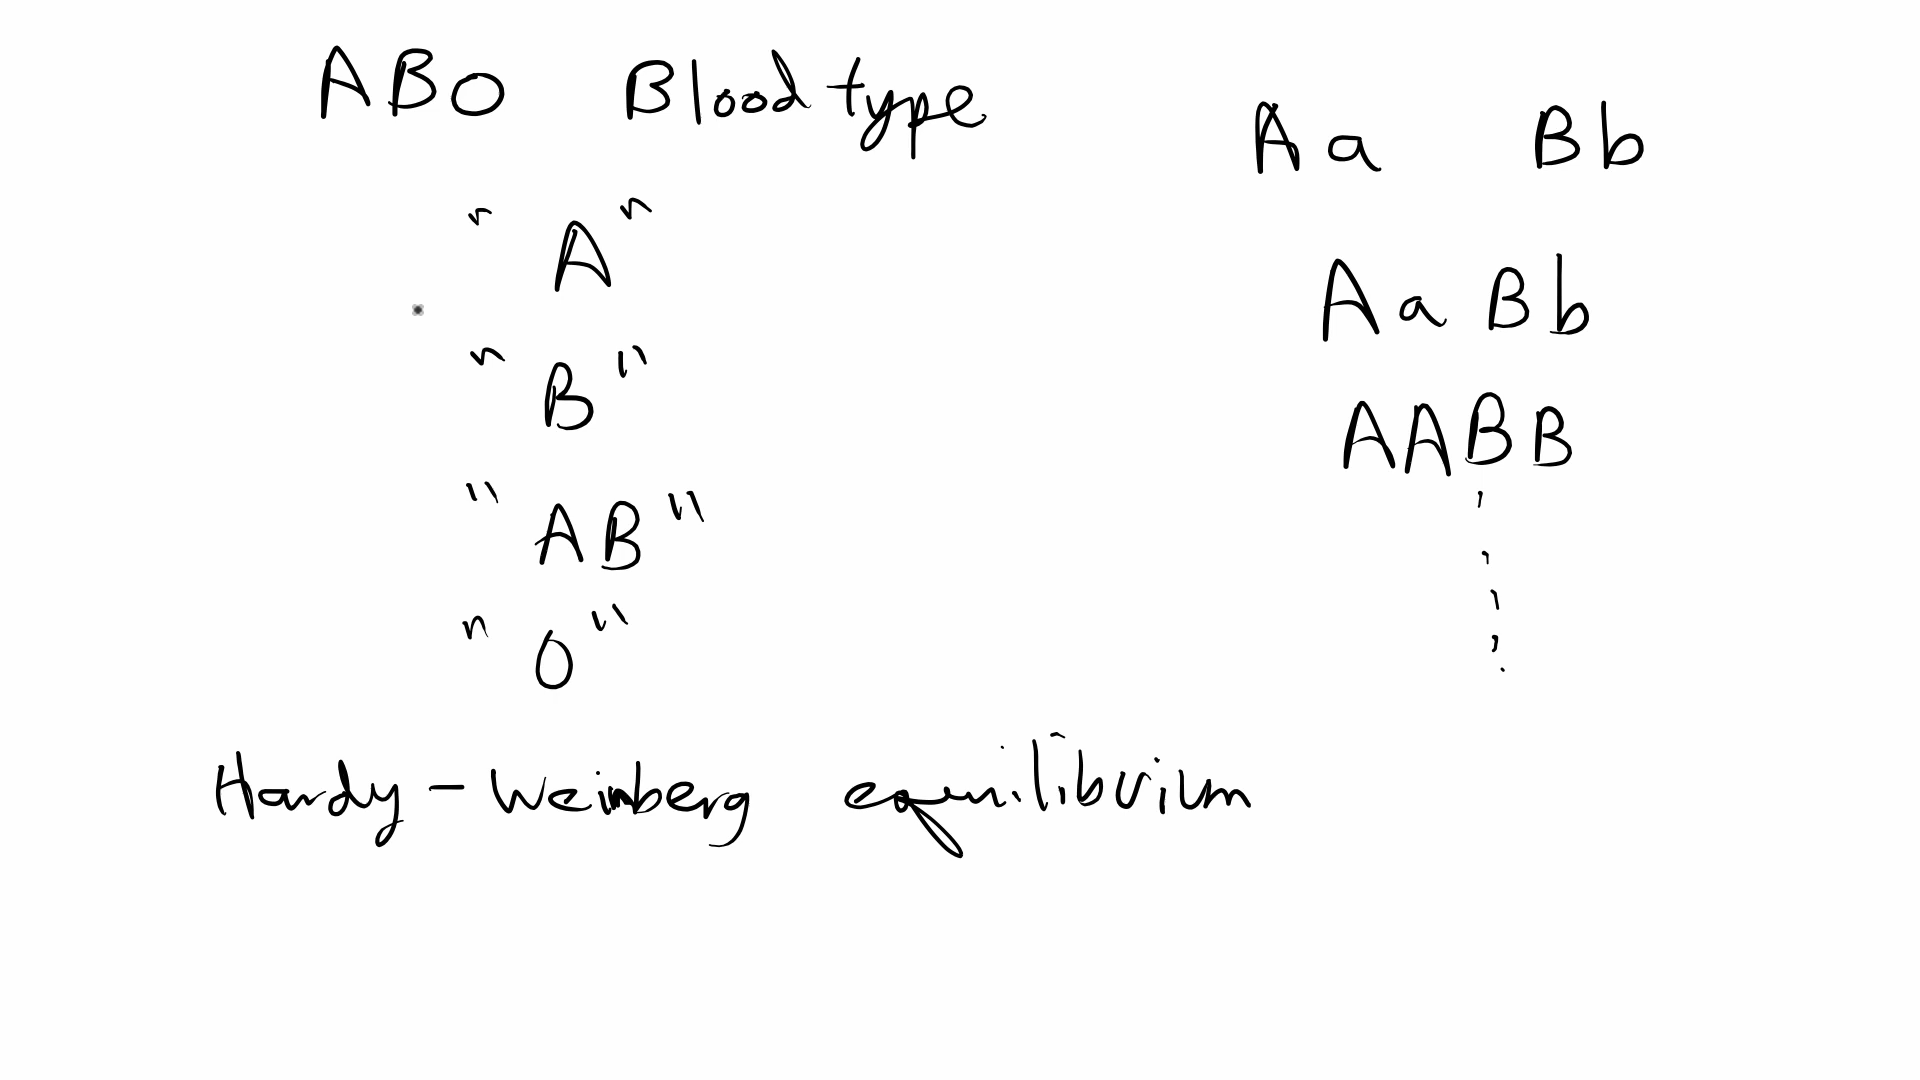 ABO Blood type
"A"
"B"
"AB"
"O"
Hardy-Weinberg equilibrium
Aa Bb
AaBb
AABB